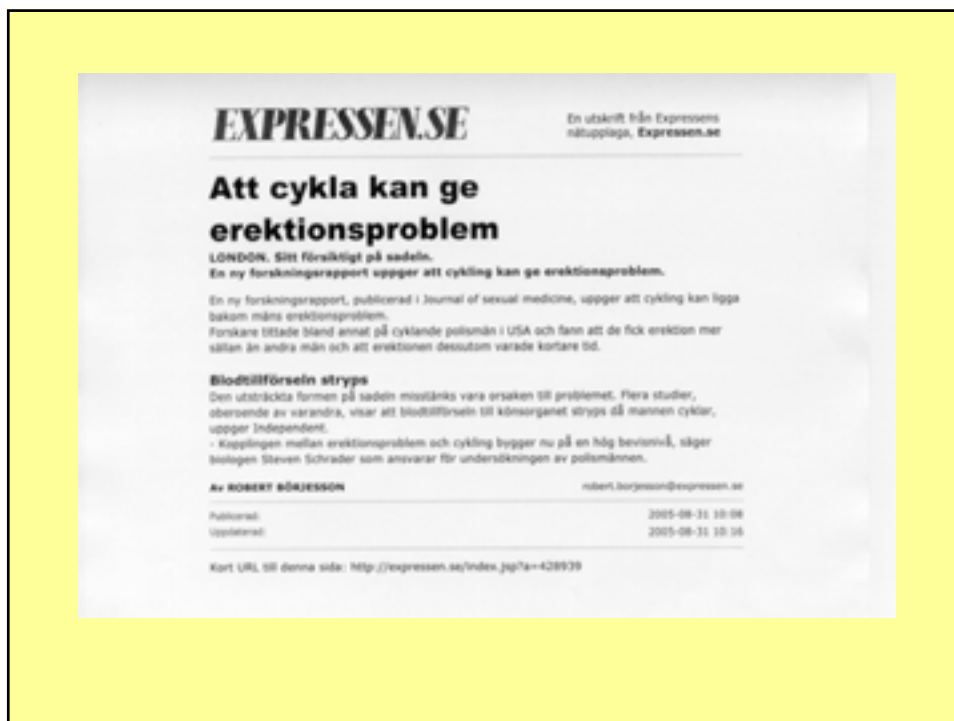 EXPRESSEN.SE
En utskrift från Expressens
nätupplaga, Expressen.se
Att cykla kan ge
erektionsproblem
LONDON. Sitt försiktigt på sadeln.
En ny forskningsrapport uppger att cykling kan ge erektionsproblem.
En ny forskningsrapport, publicerad i Journal of sexual medicine, uppger att cykling kan ligga
bakom mäns erektionsproblem.
Forskare tittade bland annat på cyklande polismän i USA och fann att de fick erektion mer
sällan än andra män och att erektionen dessutom varade kortare tid.
Blodtillförseln stryps
Den utsträckta formen på sadeln misstänks vara orsaken till problemet. Flera studier,
oberoende av varandra, visar att blodtillförseln till könsorganet stryps då mannen cyklar,
uppger Independent.
- Kopplingen mellan erektionsproblem och cykling bygger nu på en hög bevisnivå, säger
biologen Steven Schrader som ansvarar för undersökningen av polismännen.
Av ROBERT BÖRJESSON
robert.borjesson@expressen.se
Publicerad:
2005-08-31 10:08
Uppdaterad:
2005-08-31 10:16
Kort URL till denna sida: http://expressen.se/index.jsp?a=428939